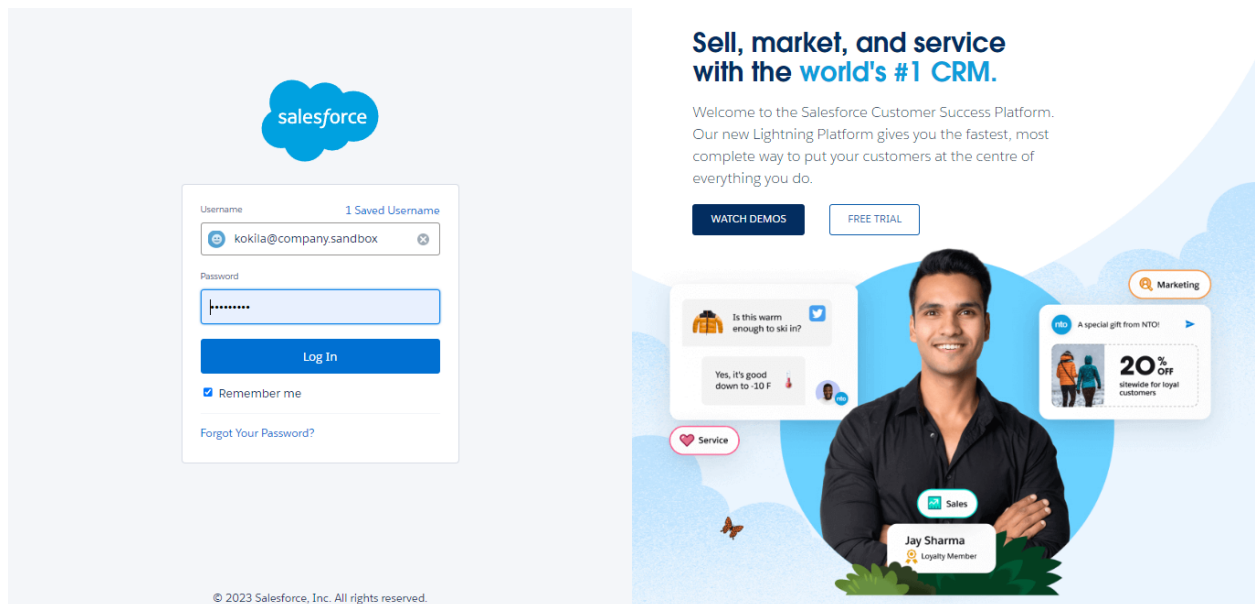 salesforce
Username
1 Saved Username
kokila@company.sandbox
Password
•••••••••
Log In
Remember me
Forgot Your Password?
© 2023 Salesforce, Inc. All rights reserved.
Sell, market, and service
with the world's #1 CRM.
Welcome to the Salesforce Customer Success Platform.
Our new Lightning Platform gives you the fastest, most
complete way to put your customers at the centre of
everything you do.
WATCH DEMOS
FREE TRIAL
Is this warm
enough to ski in?
Yes, it's good
down to -10 F
nto
Service
Marketing
nto
A special gift from NTO!
20% OFF
sitewide for loyal
customers
Sales
Jay Sharma
Loyalty Member